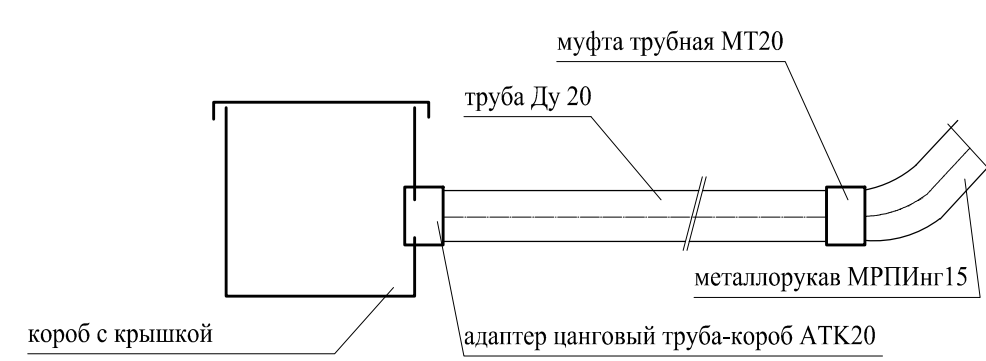 муфта трубная МТ20
труба Ду 20
металлорукав МРПИнг15
короб с крышкой
адаптер цанговый труба-короб АТК20